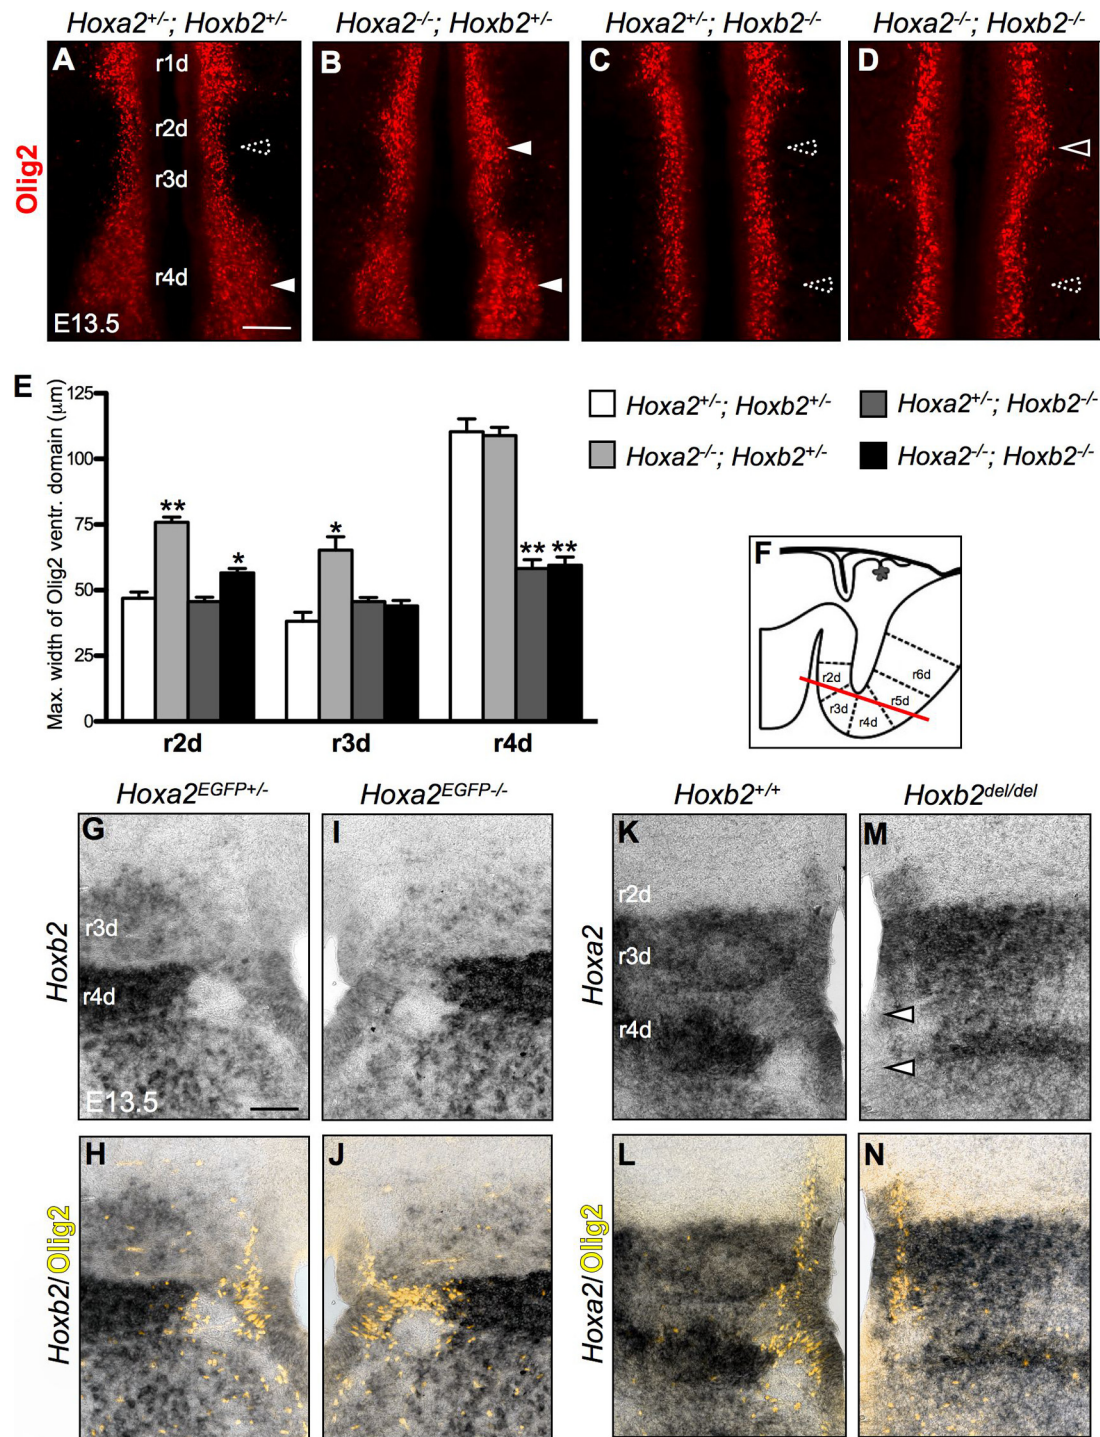 Hoxa2+/-; Hoxb2+/- Hoxa2-/-; Hoxb2+/- Hoxa2+/-; Hoxb2-/- Hoxa2-/-; Hoxb2-/-
Olig2
A r1d B C D
r2d
r3d
r4d
E13.5
E
Max. width of Olig2 ventr. domain (µm)
125
100
75
50
25
0
** * * ** **
r2d r3d r4d
Hoxa2+/-; Hoxb2+/- Hoxa2+/-; Hoxb2-/-
Hoxa2-/-; Hoxb2+/- Hoxa2-/-; Hoxb2-/-
F
r2d r6d
r3d r4d r5d
Hoxa2EGFP+/- Hoxa2EGFP-/- Hoxb2+/+ Hoxb2del/del
G I K M
Hoxb2 r3d
r4d
E13.5
Hoxa2 r2d
r3d
r4d
H J L N
Hoxb2/Olig2
Hoxa2/Olig2